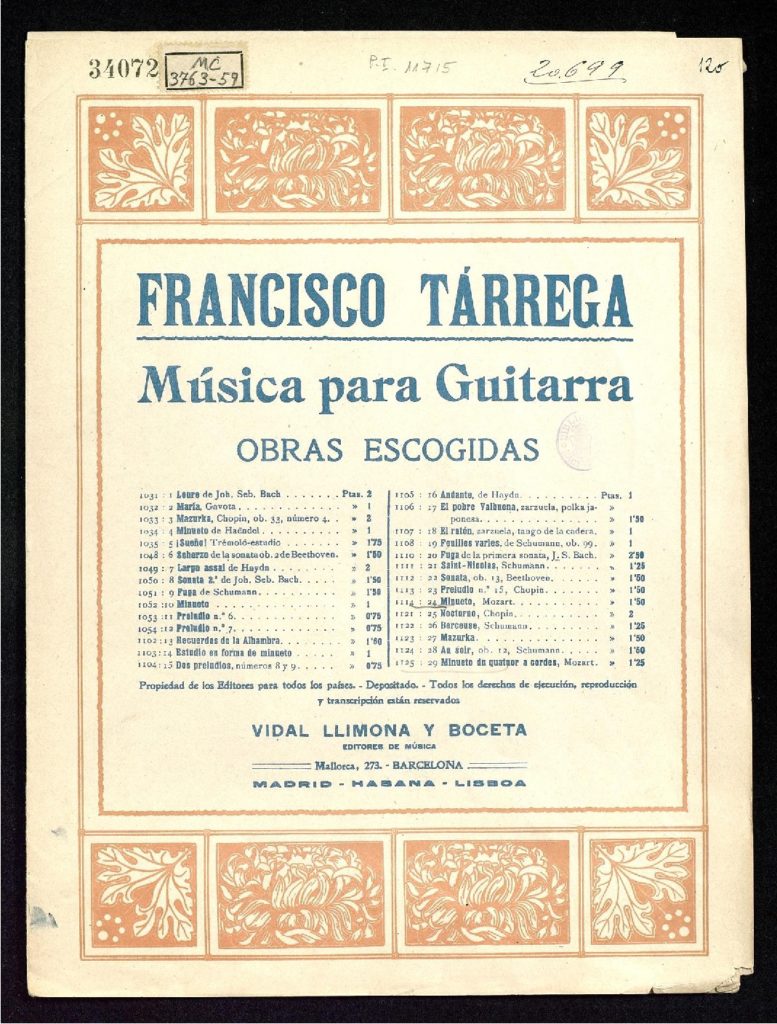 34072
MC
3763-59
P.I. 11715
20.699
120
FRANCISCO TÁRREGA
Música para Guitarra
OBRAS ESCOGIDAS
1031 : 1 Loure de Joh. Seb. Bach . . . . . . . Ptas. 2
1032 : 2 María, Gavota. . . . . . . . . . . . » 1
1033 : 3 Mazurka, Chopin, ob. 33, número 4. . . » 2
1034 : 4 Minueto de Haendel . . . . . . . . . » 1
1035 : 5 ¡Sueño! Trémolo-estudio . . . . . . . » 1'75
1048 : 6 Scherzo de la sonata ob. 2 de Beethoven. » 1'50
1049 : 7 Largo assai de Haydn . . . . . . . . » 2
1050 : 8 Sonata 2.ª de Joh. Seb. Bach. . . . . . » 1'50
1051 : 9 Fuga de Schumann. . . . . . . . . . » 1'50
1052 : 10 Minueto . . . . . . . . . . . . . . » 1
1053 : 11 Preludio n.º 6. . . . . . . . . . . . » 0'75
1054 : 12 Preludio n.º 7. . . . . . . . . . . . » 0'75
1102 : 13 Recuerdos de la Alhambra. . . . . . . » 1'50
1103 : 14 Estudio en forma de minueto . . . . . . » 1
1104 : 15 Dos preludios, números 8 y 9. . . . . . » 0'75
1105 : 16 Andante, de Haydn. . . . . . . . . . Ptas. 1
1106 : 17 El pobre Valbuena, zarzuela, polka ja-
ponesa. . . . . . . . . . . . . . . » 1'50
1107 : 18 El ratón, zarzuela, tango de la cadera. » 1
1108 : 19 Feuilles varies, de Schumann, ob. 99. . » 1
1110 : 20 Fuga de la primera sonata, J. S. Bach. » 2'50
1111 : 21 Saint-Nicolas, Schumann. . . . . . . . » 1'25
1112 : 22 Sonata, ob. 13, Beethoven. . . . . . . » 1'50
1113 : 23 Preludio n.º 15, Chopin. . . . . . . . » 1'50
1114 : 24 Minueto, Mozart. . . . . . . . . . . » 1'50
1121 : 25 Nocturno, Chopin. . . . . . . . . . . » 2
1122 : 26 Berceuse, Schumann . . . . . . . . . » 1'25
1123 : 27 Mazurka. . . . . . . . . . . . . . . » 1'50
1124 : 28 Au soir, ob. 12, Schumann. . . . . . . » 1'50
1125 : 29 Minueto du quatuor a cordes, Mozart. . » 1'25
Propiedad de los Editores para todos los países. - Depositado. - Todos los derechos de ejecución, reproducción
y transcripción están reservados
VIDAL LLIMONA Y BOCETA
EDITORES DE MÚSICA
Mallorca, 273. - BARCELONA
MADRID - HABANA - LISBOA